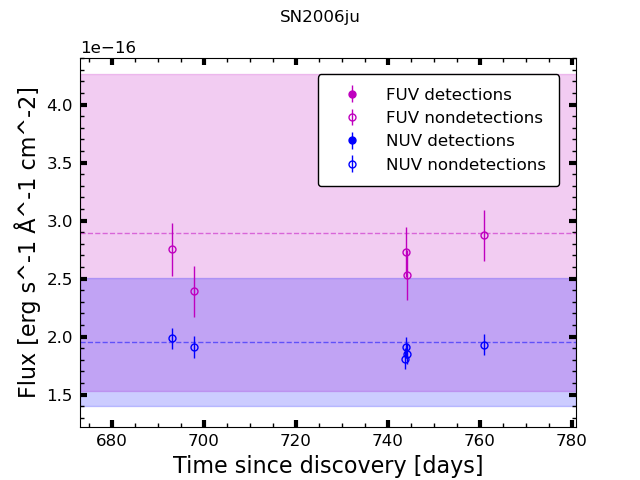 SN2006ju
1e−16
FUV detections
FUV nondetections
NUV detections
NUV nondetections
4.0
3.5
3.0
2.5
2.0
1.5
Flux [erg s^-1 Å^-1 cm^-2]
680 700 720 740 760 780
Time since discovery [days]